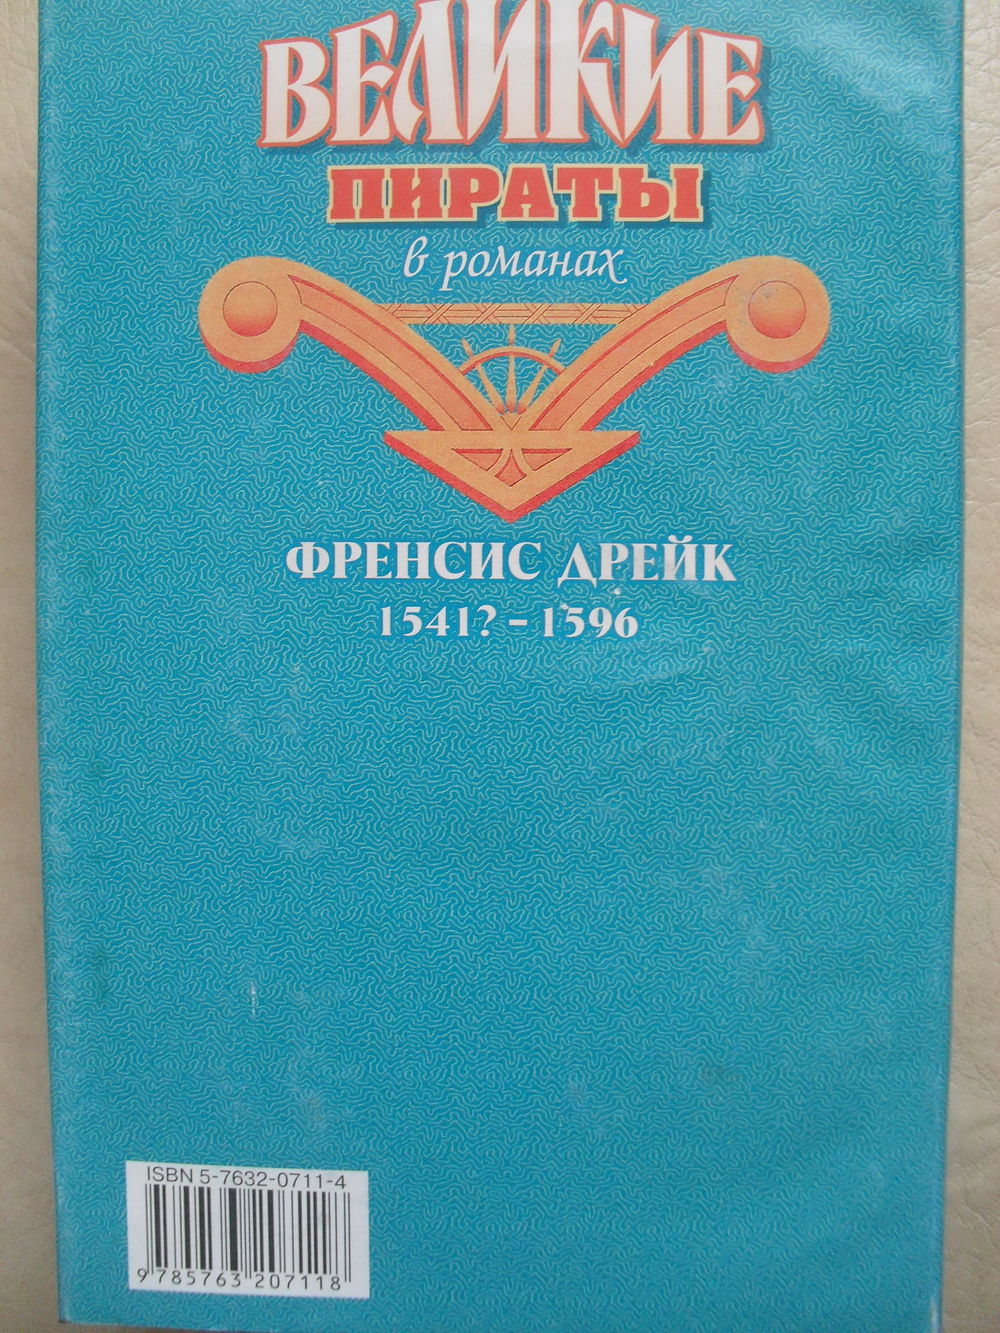 ВЕЛИКИЕ
ПИРАТЫ
в романах
ФРЕНСИС ДРЕЙК
1541? – 1596
ISBN 5-7632-0711-4
9 785763 207118